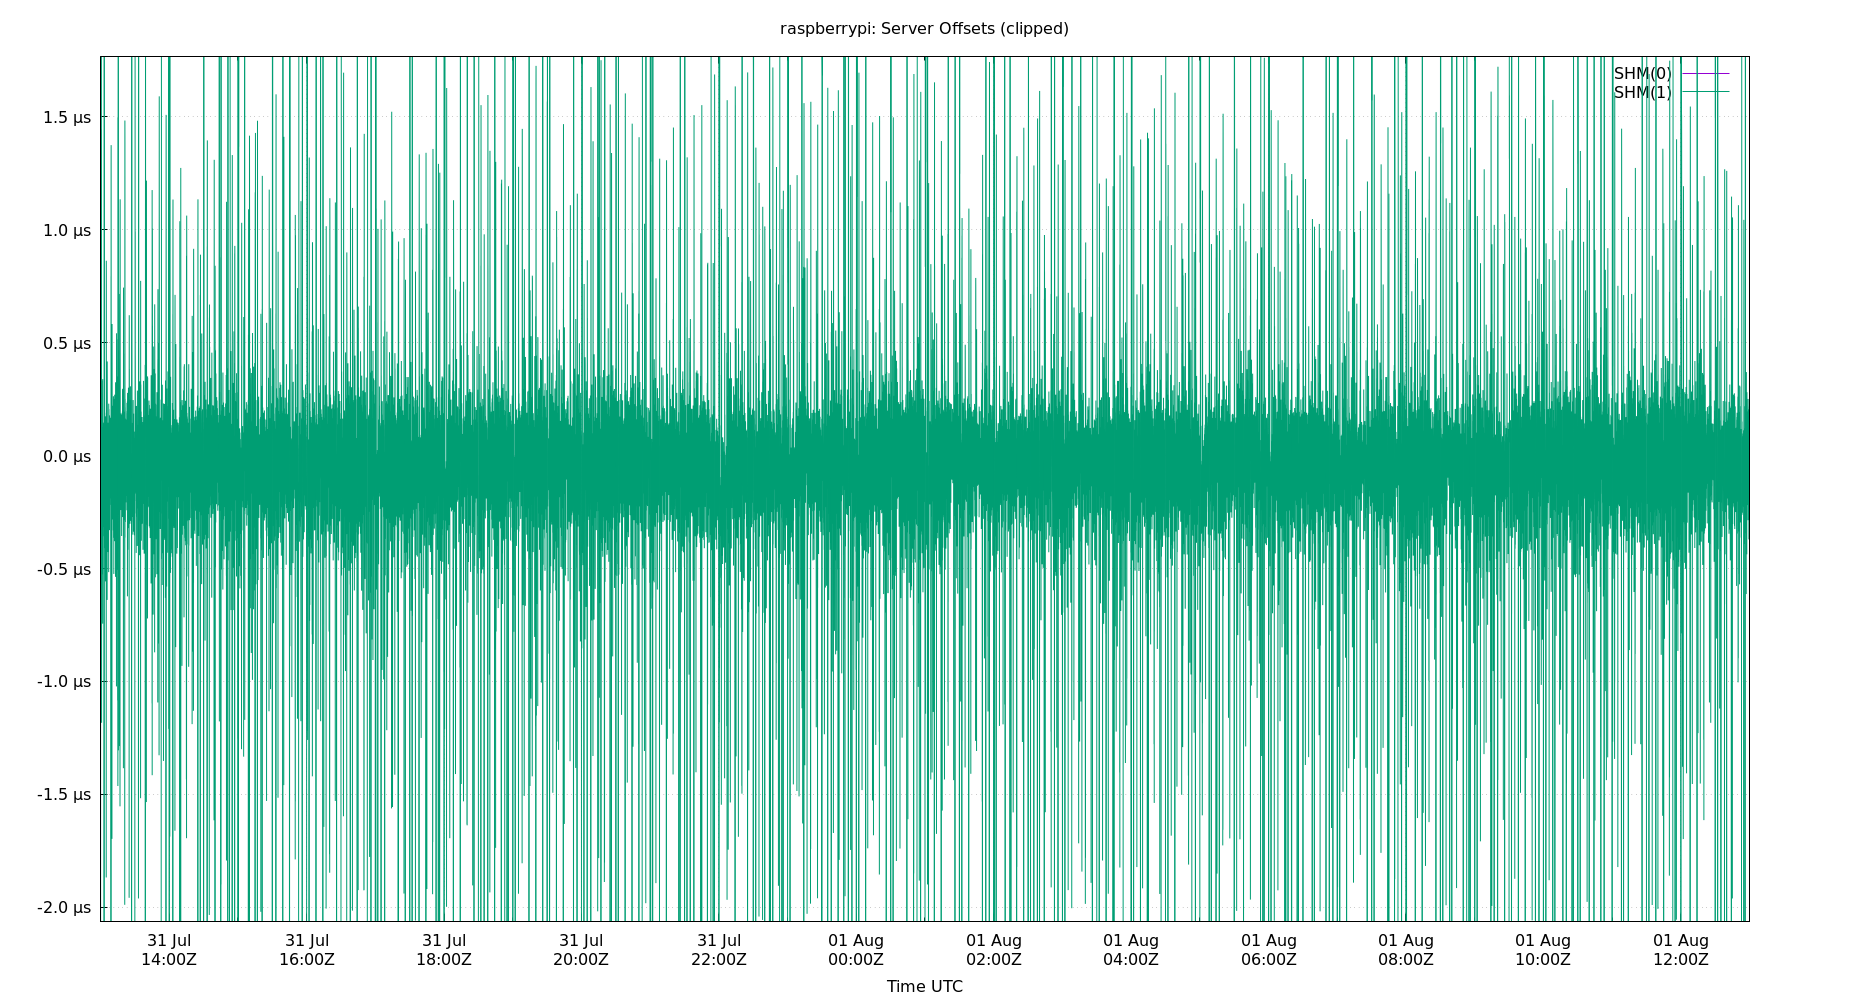 raspberrypi: Server Offsets (clipped)
SHM(0)
SHM(1)
1.5 µs
1.0 µs
0.5 µs
0.0 µs
-0.5 µs
-1.0 µs
-1.5 µs
-2.0 µs
31 Jul 31 Jul 31 Jul 31 Jul 31 Jul 01 Aug 01 Aug 01 Aug 01 Aug 01 Aug 01 Aug 01 Aug
14:00Z 16:00Z 18:00Z 20:00Z 22:00Z 00:00Z 02:00Z 04:00Z 06:00Z 08:00Z 10:00Z 12:00Z
Time UTC